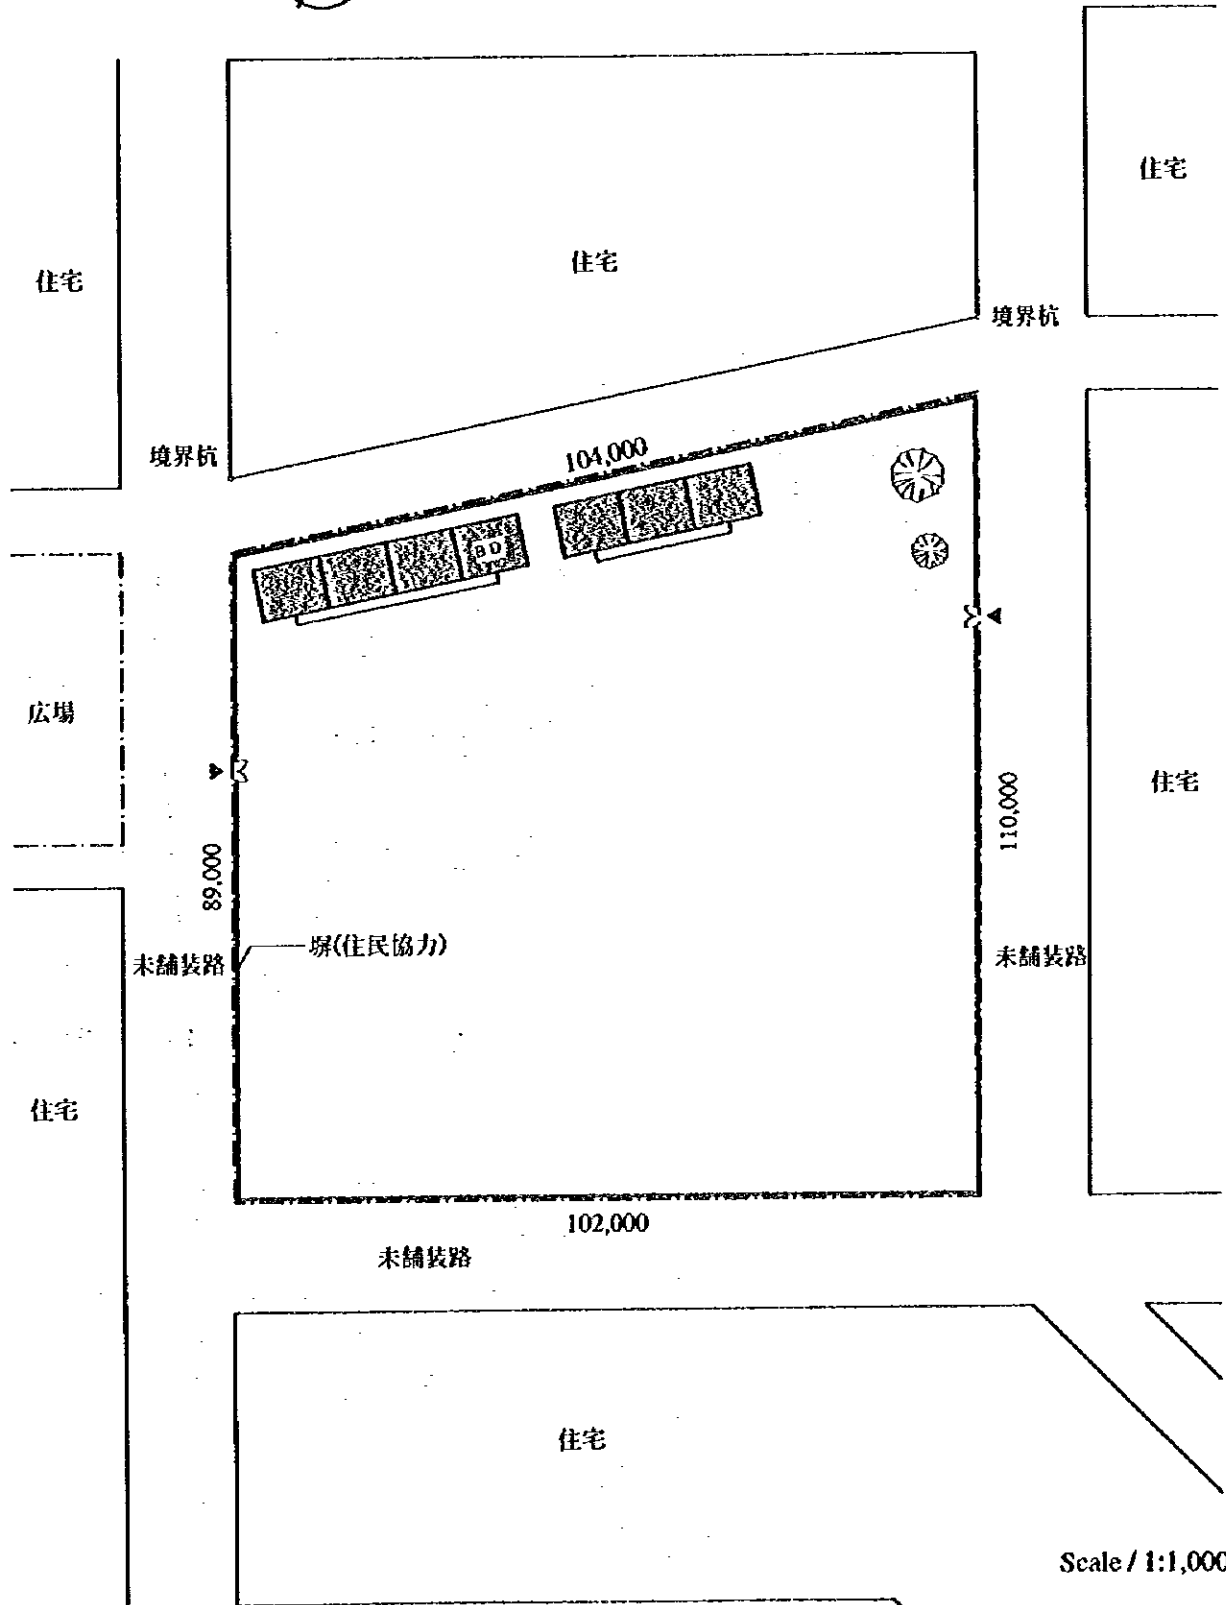 住宅
住宅
住宅
境界杭
境界杭
104,000
BD
広場
住宅
110,000
89,000
塀(住民協力)
未舗装路
未舗装路
住宅
102,000
未舗装路
住宅
Scale / 1:1,000